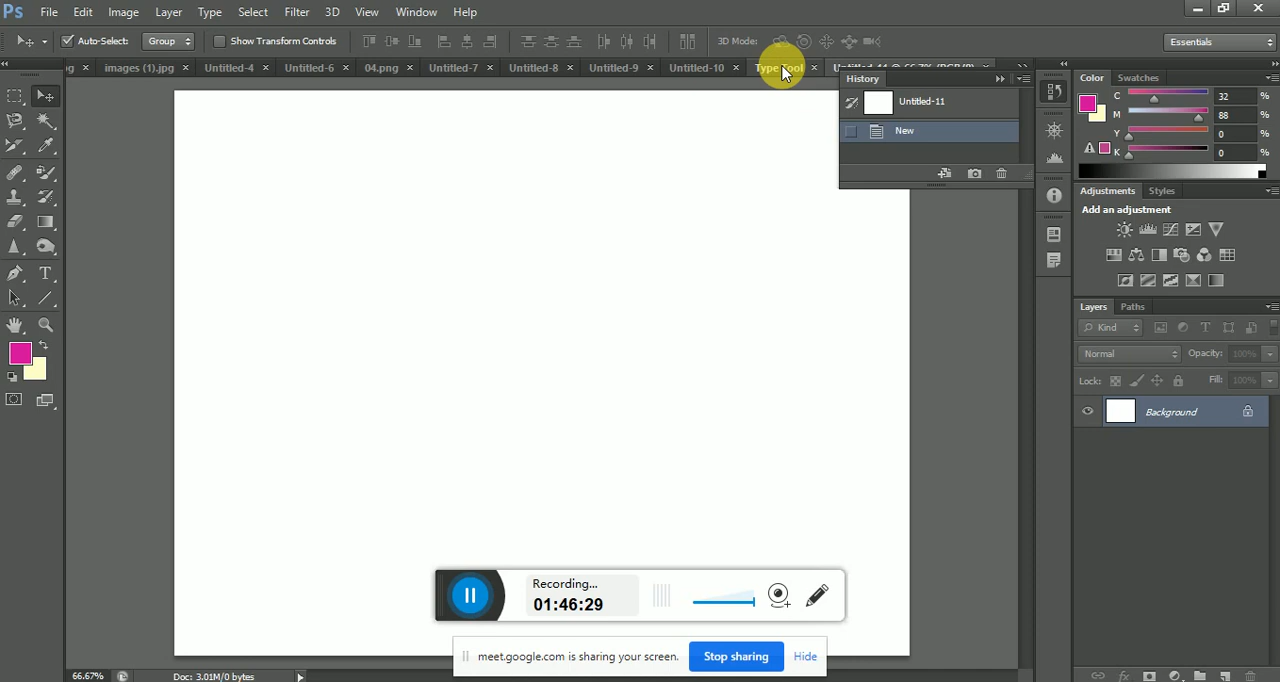 Ps File Edit Image Layer Type Select Filter 3D View Window Help
Auto-Select: Group Show Transform Controls 3D Mode: Essentials
images (1).jpg × Untitled-4 × Untitled-6 × 04.png × Untitled-7 × Untitled-8 × Untitled-9 × Untitled-10 × Type Tool ×
History
Untitled-11
New
Color Swatches
C 32 %
M 88 %
Y 0 %
K 0 %
Adjustments Styles
Add an adjustment
Layers Paths
Kind
Normal Opacity: 100%
Lock: Fill: 100%
Background
Recording...
01:46:29
meet.google.com is sharing your screen. Stop sharing Hide
66.67% Doc: 3.01M/0 bytes